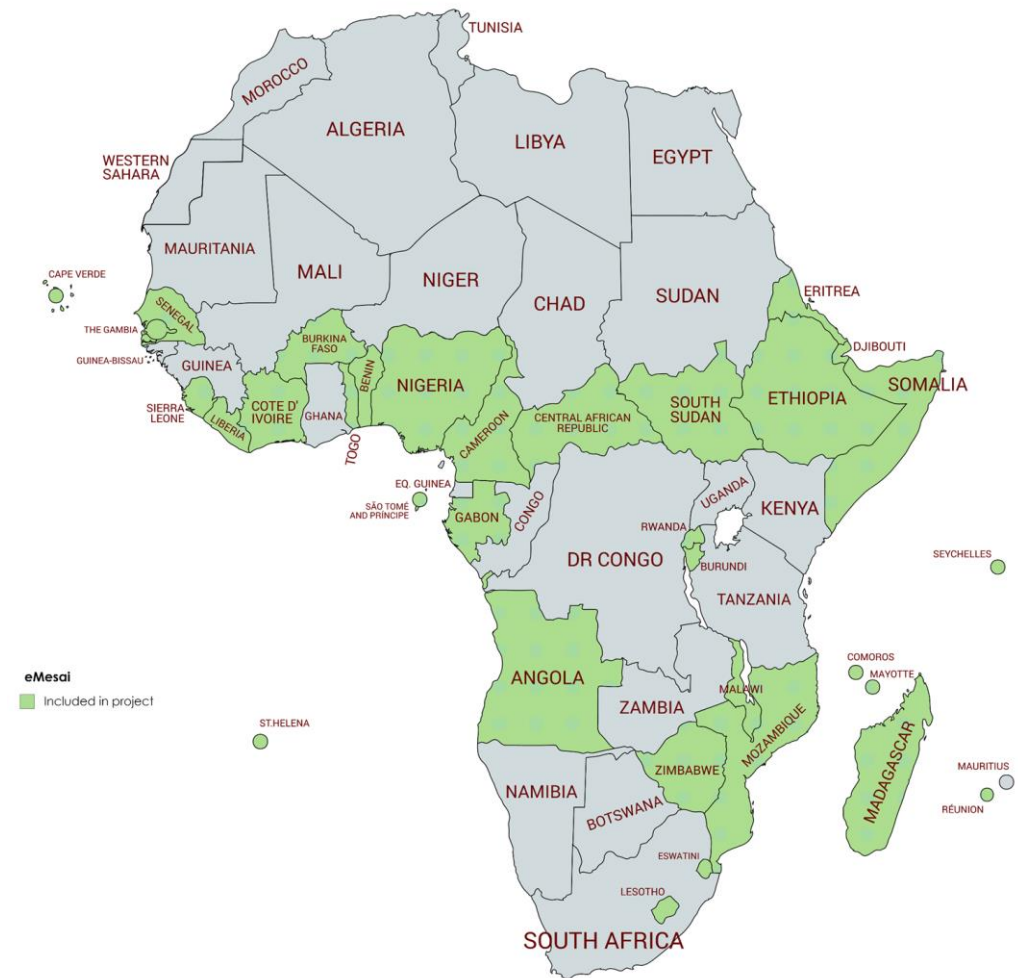 TUNISIA
MOROCCO
ALGERIA
LIBYA
EGYPT
WESTERN
SAHARA
MAURITANIA
MALI
NIGER
CHAD
SUDAN
ERITREA
CAPE VERDE
SENEGAL
THE GAMBIA
GUINEA-BISSAU
GUINEA
BURKINA
FASO
BENIN
NIGERIA
DJIBOUTI
SOMALIA
ETHIOPIA
SOUTH
SUDAN
CENTRAL AFRICAN
REPUBLIC
CAMEROON
SIERRA
LEONE
LIBERIA
COTE D'
IVOIRE
GHANA
TOGO
EQ. GUINEA
SÃO TOMÉ
AND PRÍNCIPE
GABON
CONGO
UGANDA
KENYA
RWANDA
DR CONGO
BURUNDI
TANZANIA
SEYCHELLES
COMOROS
MAYOTTE
eMesai
Included in project
ANGOLA
ZAMBIA
MALAWI
MOZAMBIQUE
ST.HELENA
ZIMBABWE
MADAGASCAR
MAURITIUS
RÉUNION
NAMIBIA
BOTSWANA
ESWATINI
LESOTHO
SOUTH AFRICA